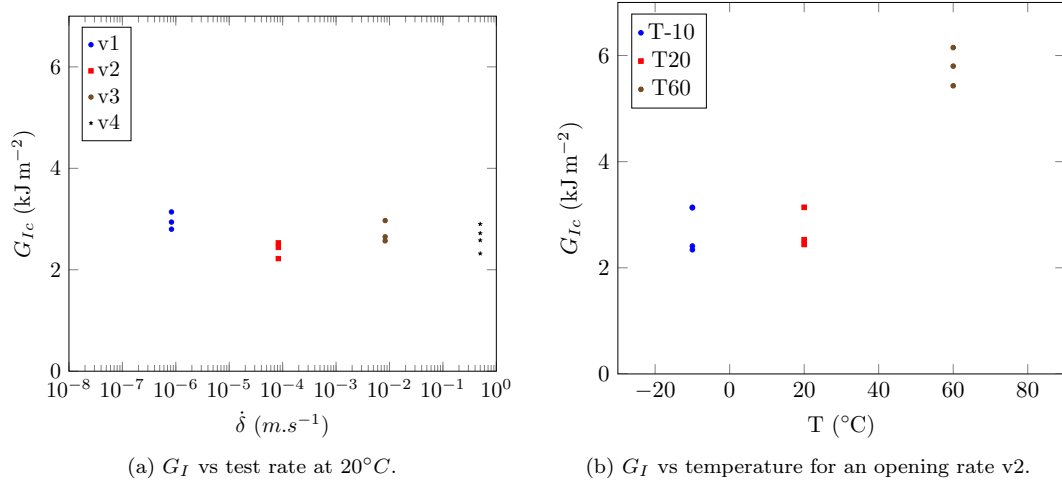 v1
v2
v3
v4
6
4
2
0
G_{Ic} (kJ m^{−2})
10^{−8} 10^{−7} 10^{−6} 10^{−5} 10^{−4} 10^{−3} 10^{−2} 10^{−1} 10^{0}
δ̇ (m.s^{−1})
(a) G_I vs test rate at 20°C.
T-10
T20
T60
6
4
2
0
G_{Ic} (kJ m^{−2})
−20 0 20 40 60 80
T (°C)
(b) G_I vs temperature for an opening rate v2.